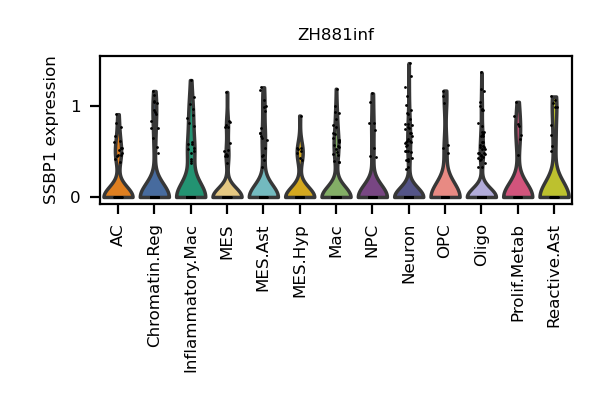 ZH881inf
SSBP1 expression
1
0
AC
Chromatin.Reg
Inflammatory.Mac
MES
MES.Ast
MES.Hyp
Mac
NPC
Neuron
OPC
Oligo
Prolif.Metab
Reactive.Ast